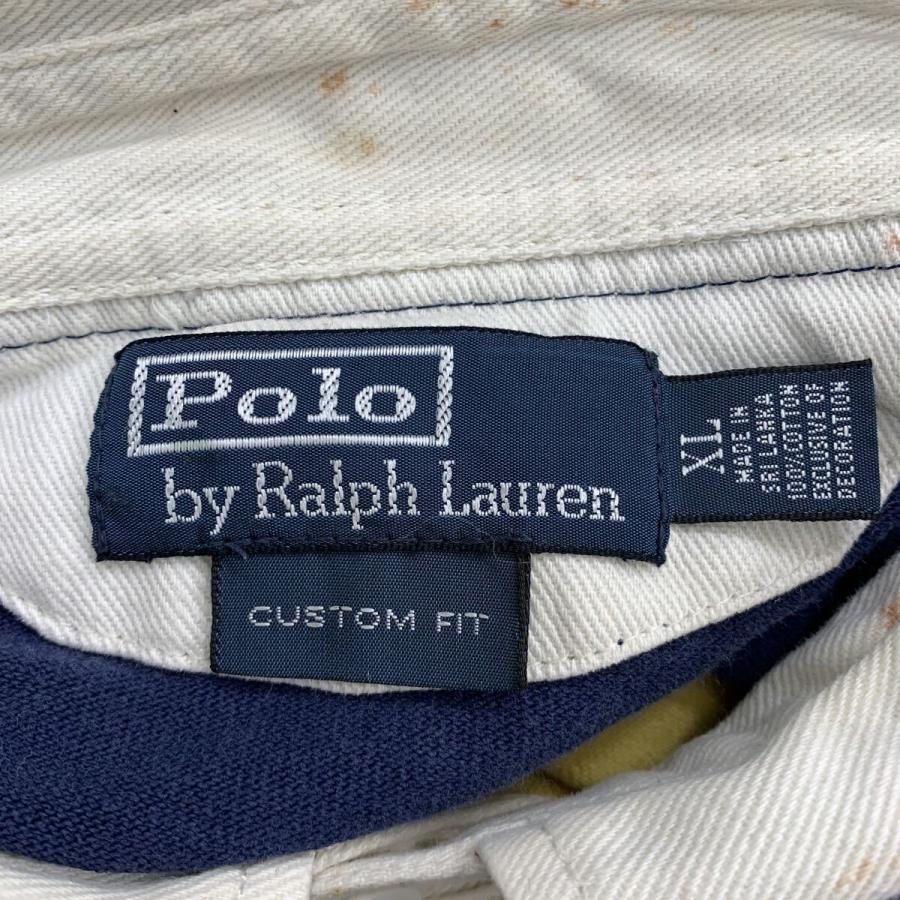 Polo
by Ralph Lauren
XL
MADE IN
SRI LANKA
100%COTTON
EXCLUSIVE OF
DECORATION
CUSTOM FIT